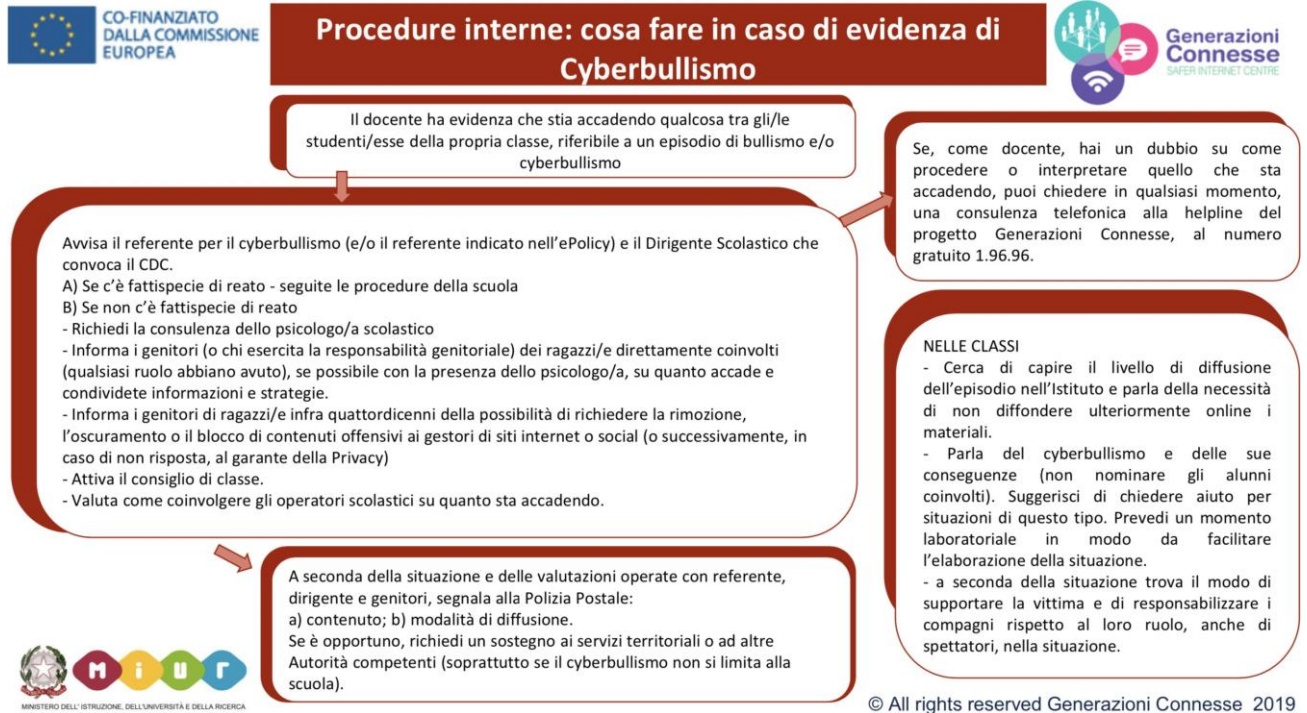 CO-FINANZIATO
DALLA COMMISSIONE
EUROPEA
Procedure interne: cosa fare in caso di evidenza di
Cyberbullismo
Generazioni
Connesse
SAFER INTERNET CENTRE
Il docente ha evidenza che stia accadendo qualcosa tra gli/le
studenti/esse della propria classe, riferibile a un episodio di bullismo e/o
cyberbullismo
Se, come docente, hai un dubbio su come
procedere o interpretare quello che sta
accadendo, puoi chiedere in qualsiasi momento,
una consulenza telefonica alla helpline del
progetto Generazioni Connesse, al numero
gratuito 1.96.96.
Avvisa il referente per il cyberbullismo (e/o il referente indicato nell'ePolicy) e il Dirigente Scolastico che
convoca il CDC.
A) Se c'è fattispecie di reato - seguite le procedure della scuola
B) Se non c'è fattispecie di reato
- Richiedi la consulenza dello psicologo/a scolastico
- Informa i genitori (o chi esercita la responsabilità genitoriale) dei ragazzi/e direttamente coinvolti
(qualsiasi ruolo abbiano avuto), se possibile con la presenza dello psicologo/a, su quanto accade e
condividete informazioni e strategie.
- Informa i genitori di ragazzi/e infra quattordicenni della possibilità di richiedere la rimozione,
l'oscuramento o il blocco di contenuti offensivi ai gestori di siti internet o social (o successivamente, in
caso di non risposta, al garante della Privacy)
- Attiva il consiglio di classe.
- Valuta come coinvolgere gli operatori scolastici su quanto sta accadendo.
NELLE CLASSI
- Cerca di capire il livello di diffusione
dell'episodio nell'Istituto e parla della necessità
di non diffondere ulteriormente online i
materiali.
- Parla del cyberbullismo e delle sue
conseguenze (non nominare gli alunni
coinvolti). Suggerisci di chiedere aiuto per
situazioni di questo tipo. Prevedi un momento
laboratoriale in modo da facilitare
l'elaborazione della situazione.
- a seconda della situazione trova il modo di
supportare la vittima e di responsabilizzare i
compagni rispetto al loro ruolo, anche di
spettatori, nella situazione.
A seconda della situazione e delle valutazioni operate con referente,
dirigente e genitori, segnala alla Polizia Postale:
a) contenuto; b) modalità di diffusione.
Se è opportuno, richiedi un sostegno ai servizi territoriali o ad altre
Autorità competenti (soprattutto se il cyberbullismo non si limita alla
scuola).
miur
MINISTERO DELL'ISTRUZIONE, DELL'UNIVERSITÀ E DELLA RICERCA
© All rights reserved Generazioni Connesse 2019